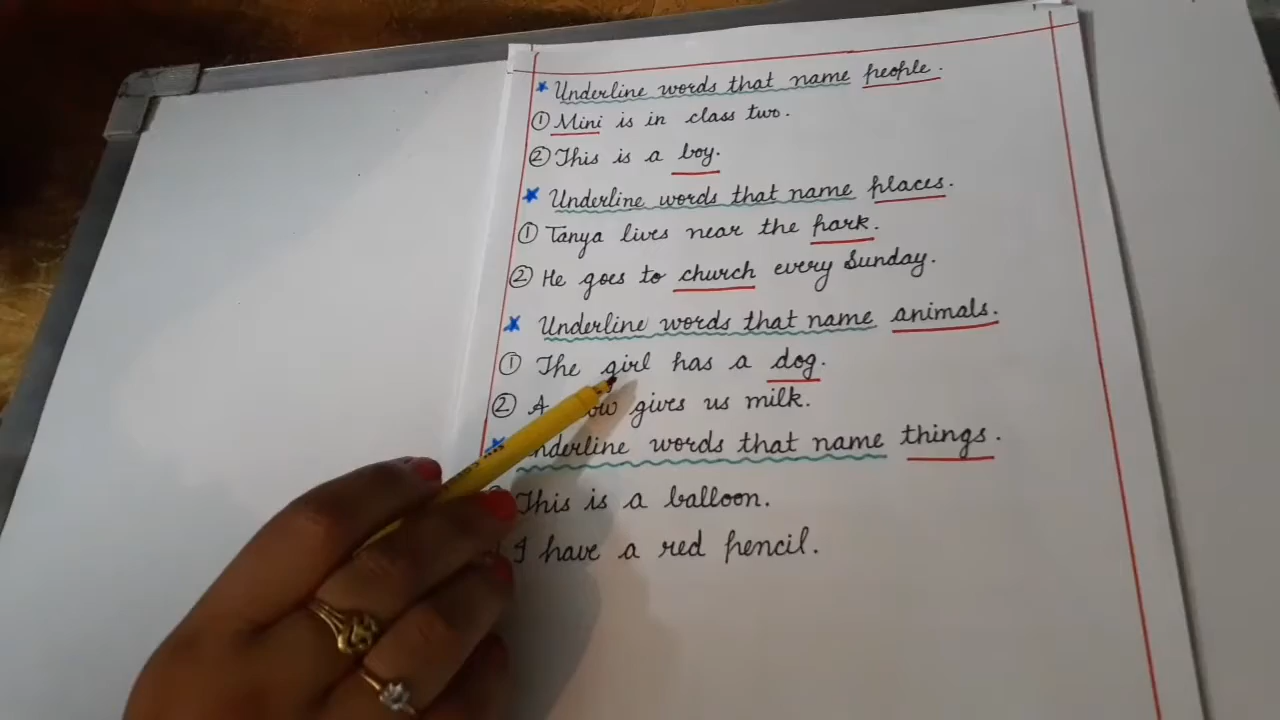 Underline words that name people.
① Mini is in class two.
② This is a boy.
Underline words that name places.
① Tanya lives near the park.
② He goes to church every Sunday.
Underline words that name animals.
① The girl has a dog.
② A gives us milk.
Underline words that name things.
This is a balloon.
I have a red pencil.